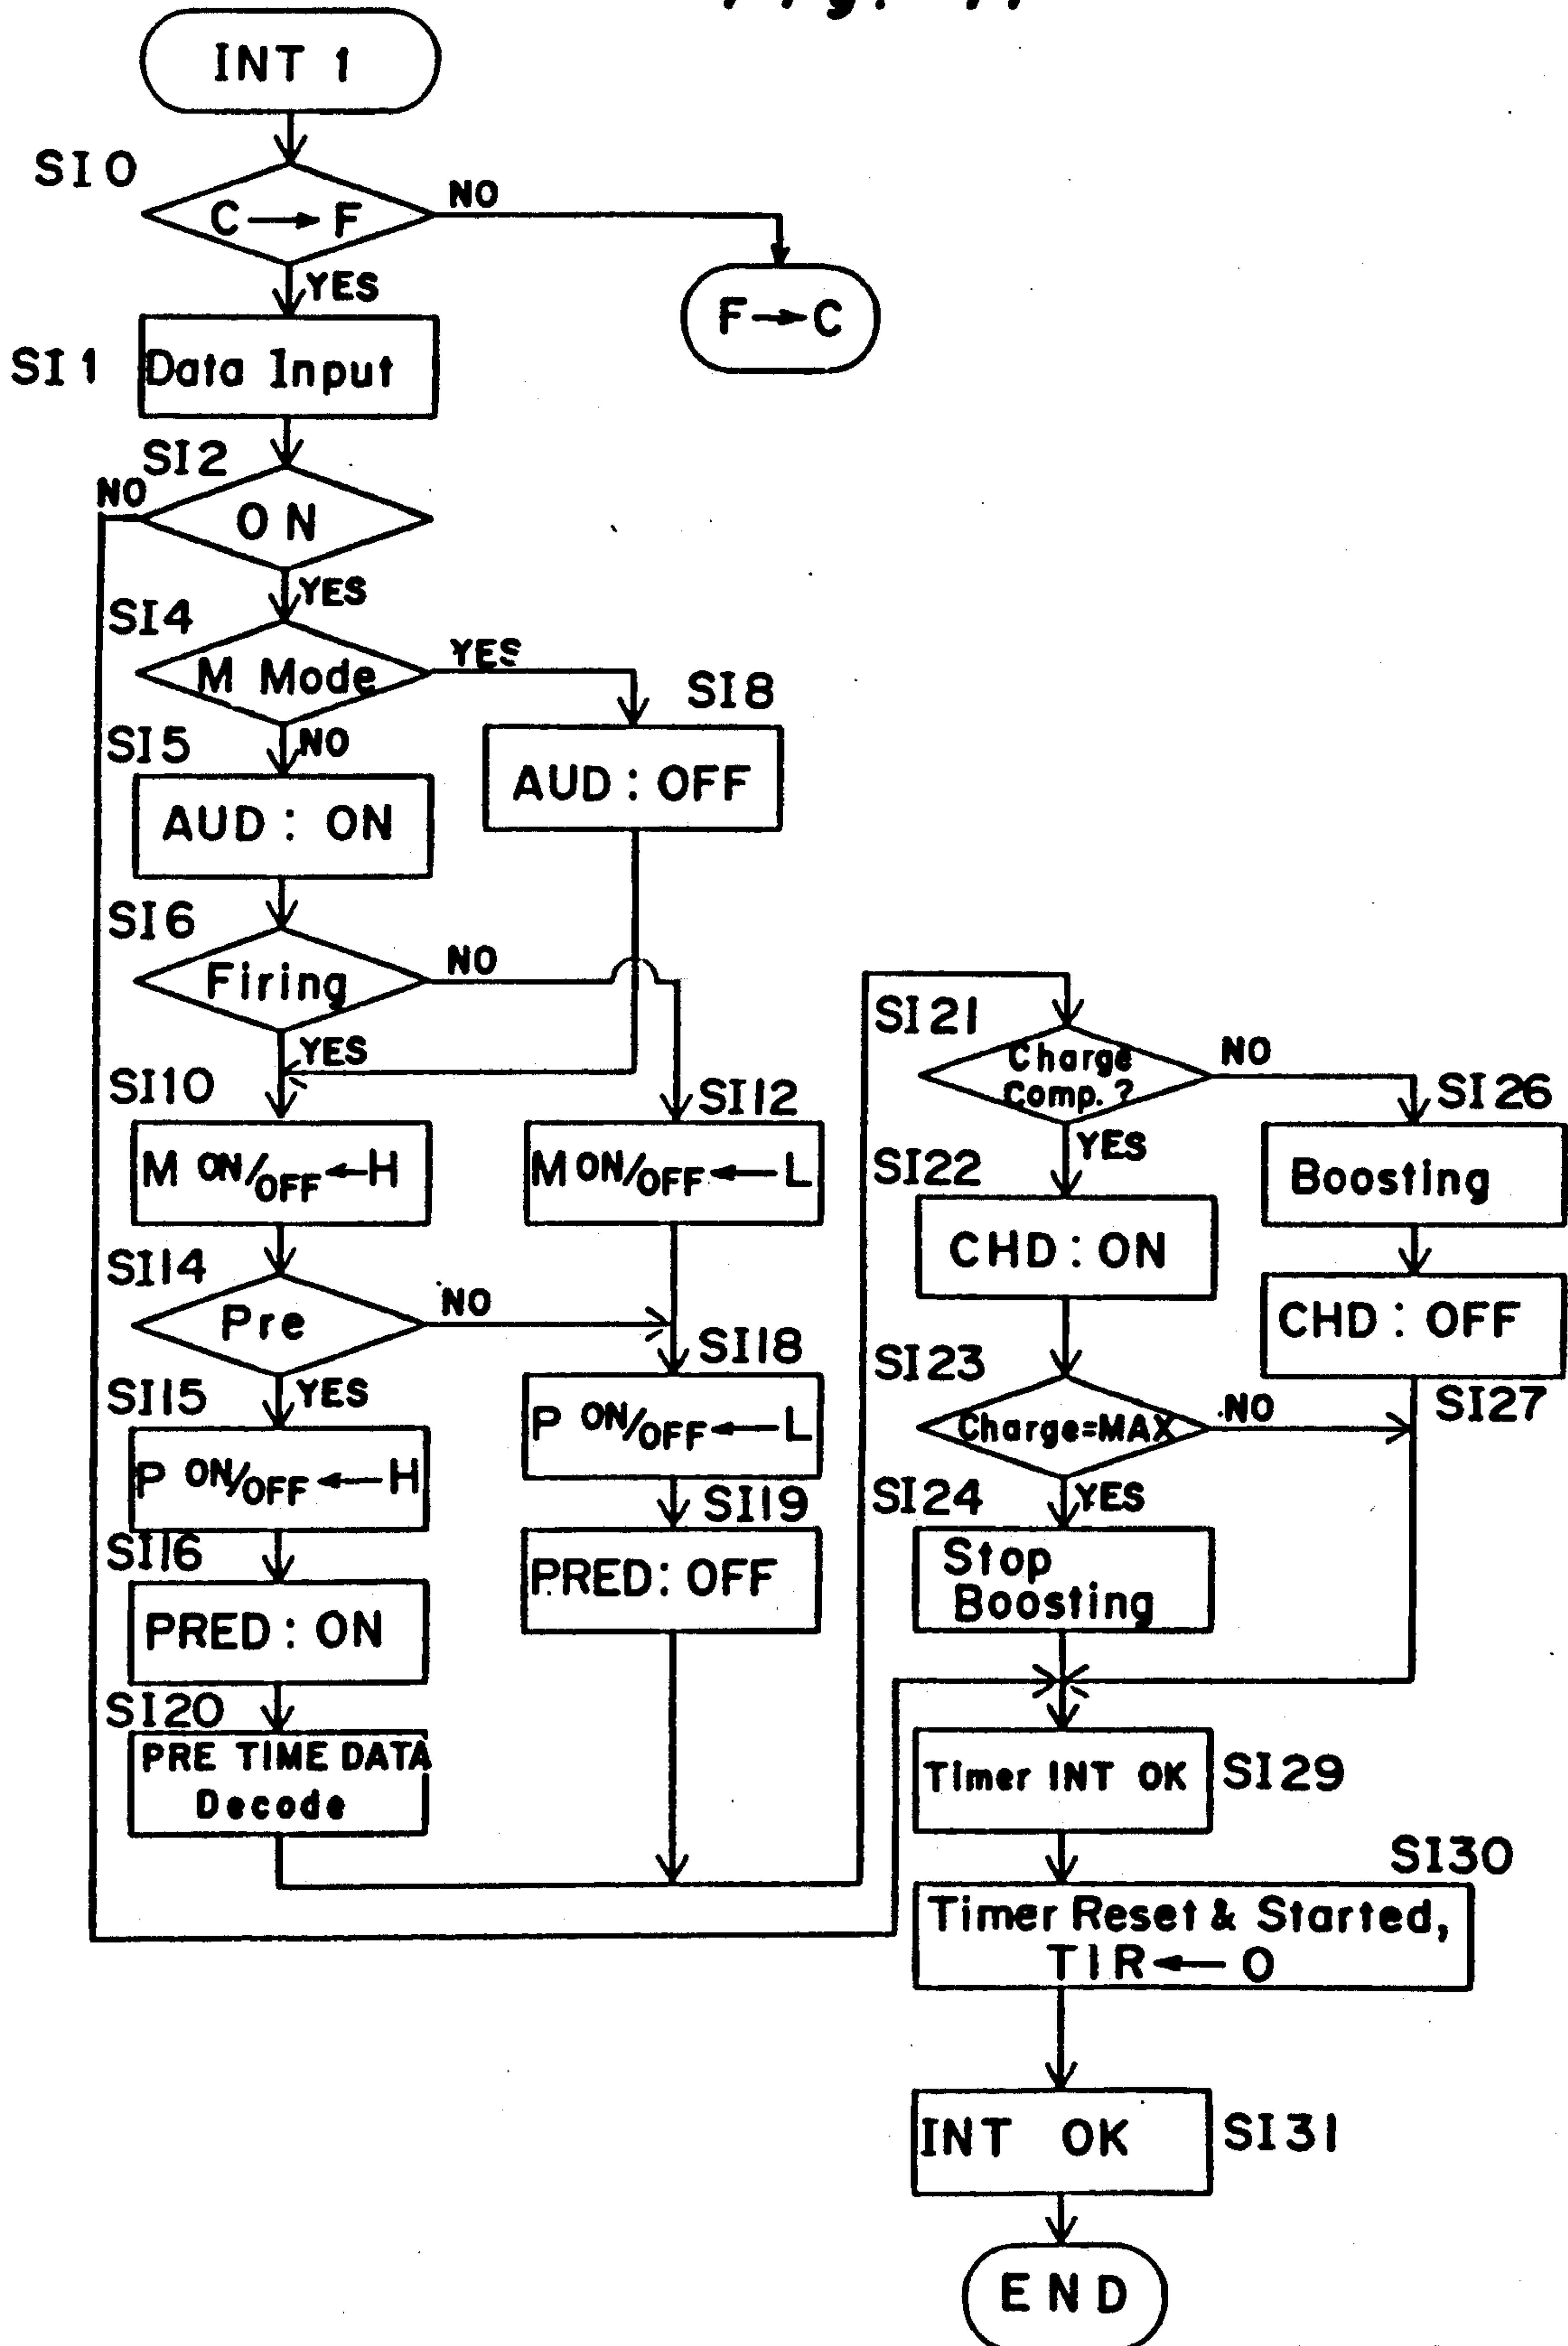 INT 1
SI0
C → F
NO
F → C
YES
SI1
Data Input
SI2
NO
ON
YES
SI4
M Mode
YES
SI8
AUD : OFF
SI5
NO
AUD : ON
SI6
Firing
NO
YES
SI10
M ON/OFF ← H
SI12
M ON/OFF ← L
SI14
Pre
NO
SI15
YES
P ON/OFF ← H
SI16
PRED : ON
SI20
PRE TIME DATA
Decode
SI18
P ON/OFF ← L
SI19
PRED : OFF
SI21
Charge
Comp. ?
NO
SI26
Boosting
YES
SI22
CHD : ON
CHD : OFF
SI27
SI23
Charge=MAX
NO
SI24
YES
Stop
Boosting
Timer INT OK
SI29
SI30
Timer Reset & Started,
TIR ← 0
INT OK
SI31
END